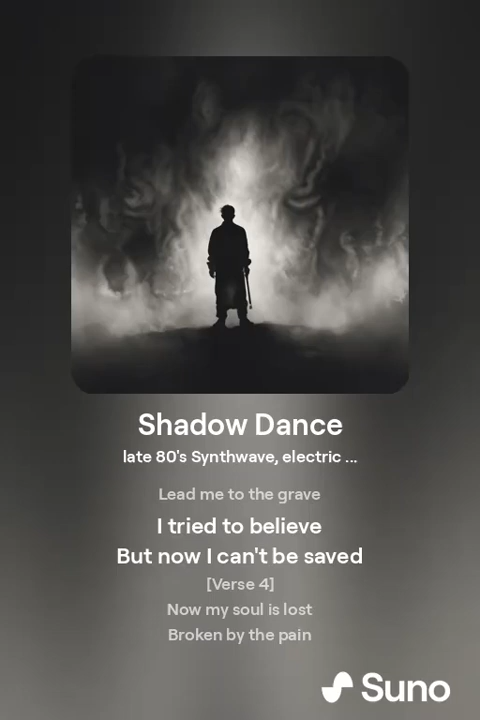 Shadow Dance
late 80's Synthwave, electric ...
Lead me to the grave
I tried to believe
But now I can't be saved
[Verse 4]
Now my soul is lost
Broken by the pain
Suno